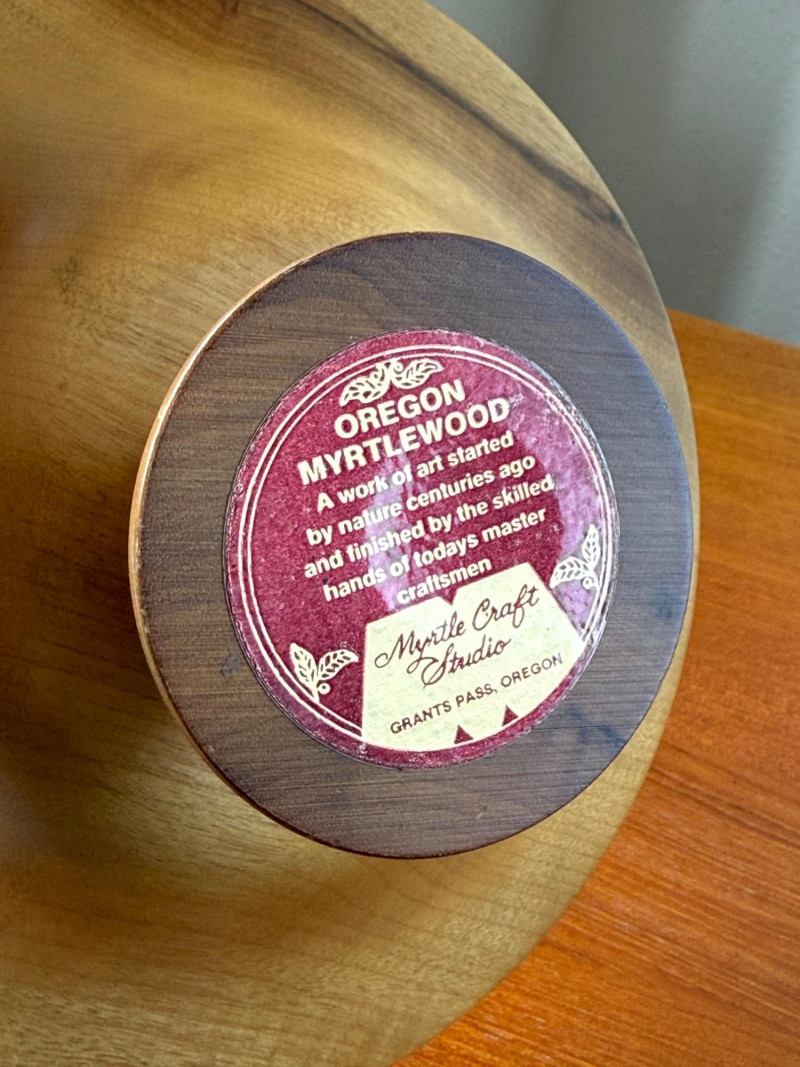 OREGON
MYRTLEWOOD
A work of art started
by nature centuries ago
and finished by the skilled
hands of todays master
craftsmen
Myrtle Craft
Studio
GRANTS PASS, OREGON